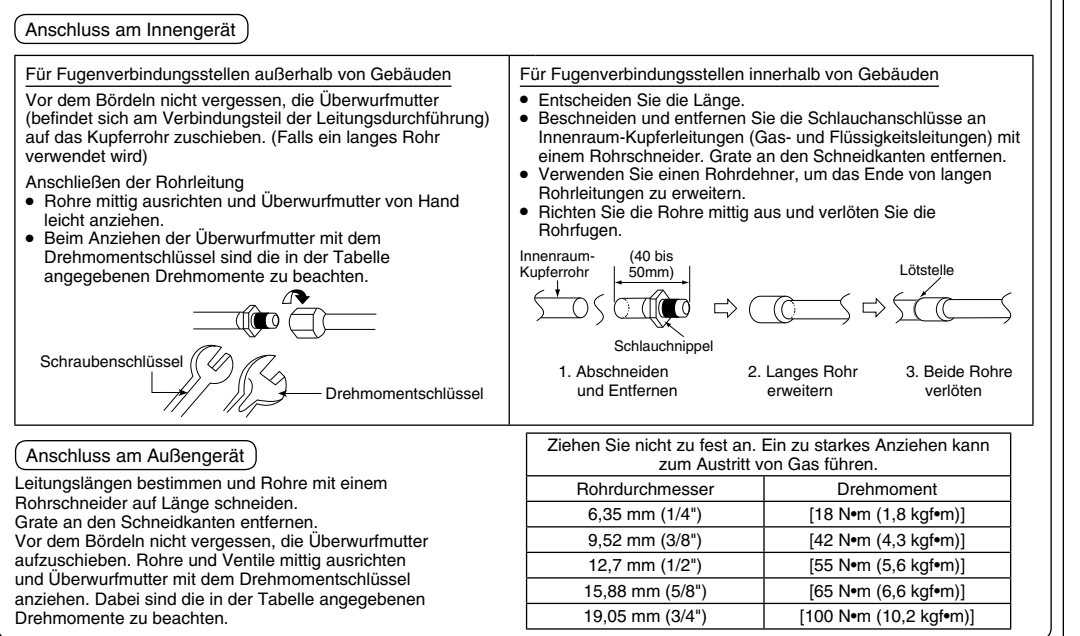 Anschluss am Innengerät
Für Fugenverbindungsstellen außerhalb von Gebäuden
Vor dem Bördeln nicht vergessen, die Überwurfmutter
(befindet sich am Verbindungsteil der Leitungsdurchführung)
auf das Kupferrohr zuschieben. (Falls ein langes Rohr
verwendet wird)
Anschließen der Rohrleitung
● Rohre mittig ausrichten und Überwurfmutter von Hand
leicht anziehen.
● Beim Anziehen der Überwurfmutter mit dem
Drehmomentschlüssel sind die in der Tabelle
angegebenen Drehmomente zu beachten.
Schraubenschlüssel
Drehmomentschlüssel
Für Fugenverbindungsstellen innerhalb von Gebäuden
● Entscheiden Sie die Länge.
● Beschneiden und entfernen Sie die Schlauchanschlüsse an
Innenraum-Kupferleitungen (Gas- und Flüssigkeitsleitungen) mit
einem Rohrschneider. Grate an den Schneidkanten entfernen.
● Verwenden Sie einen Rohrdehner, um das Ende von langen
Rohrleitungen zu erweitern.
● Richten Sie die Rohre mittig aus und verlöten Sie die
Rohrfugen.
Innenraum-
Kupferrohr
(40 bis
50mm)
Lötstelle
Schlauchnippel
1. Abschneiden
und Entfernen
2. Langes Rohr
erweitern
3. Beide Rohre
verlöten
Anschluss am Außengerät
Leitungslängen bestimmen und Rohre mit einem
Rohrschneider auf Länge schneiden.
Grate an den Schneidkanten entfernen.
Vor dem Bördeln nicht vergessen, die Überwurfmutter
aufzuschieben. Rohre und Ventile mittig ausrichten
und Überwurfmutter mit dem Drehmomentschlüssel
anziehen. Dabei sind die in der Tabelle angegebenen
Drehmomente zu beachten.
Ziehen Sie nicht zu fest an. Ein zu starkes Anziehen kann
zum Austritt von Gas führen.
Rohrdurchmesser Drehmoment
6,35 mm (1/4") [18 N•m (1,8 kgf•m)]
9,52 mm (3/8") [42 N•m (4,3 kgf•m)]
12,7 mm (1/2") [55 N•m (5,6 kgf•m)]
15,88 mm (5/8") [65 N•m (6,6 kgf•m)]
19,05 mm (3/4") [100 N•m (10,2 kgf•m)]